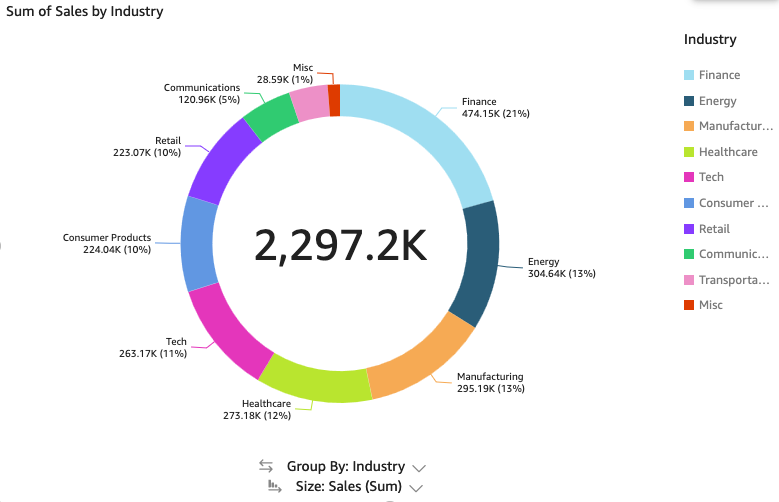 Sum of Sales by Industry
Misc
28.59K (1%)
Communications
120.96K (5%)
Finance
474.15K (21%)
Retail
223.07K (10%)
2,297.2K
Consumer Products
224.04K (10%)
Energy
304.64K (13%)
Tech
263.17K (11%)
Manufacturing
295.19K (13%)
Healthcare
273.18K (12%)
Group By: Industry
Size: Sales (Sum)
Industry
Finance
Energy
Manufactur...
Healthcare
Tech
Consumer ...
Retail
Communic...
Transporta...
Misc